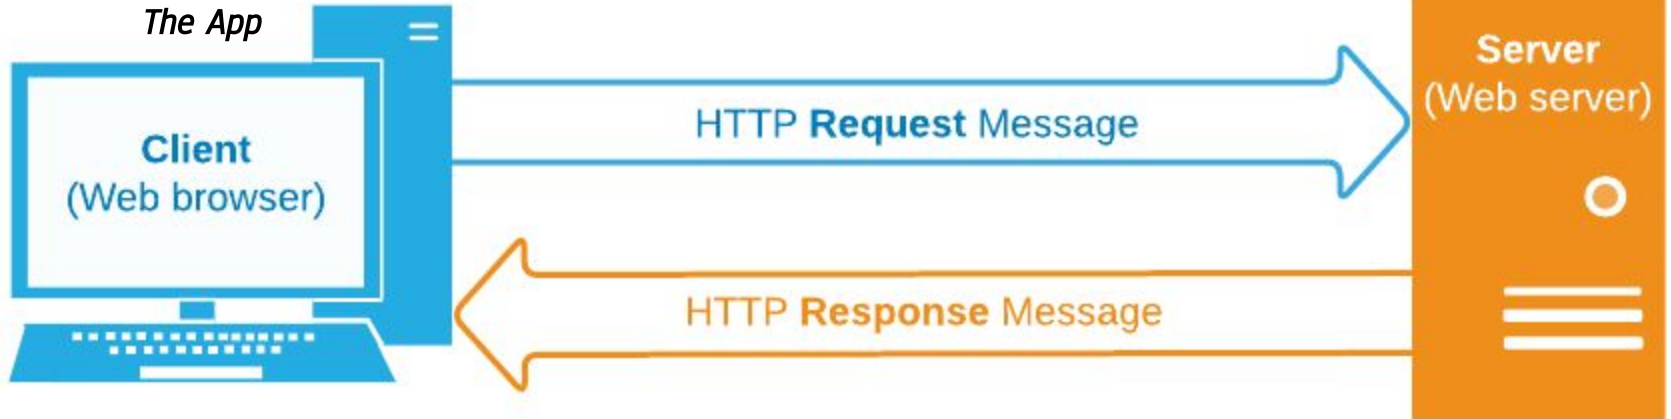 The App
Client
(Web browser)
HTTP Request Message
HTTP Response Message
Server
(Web server)